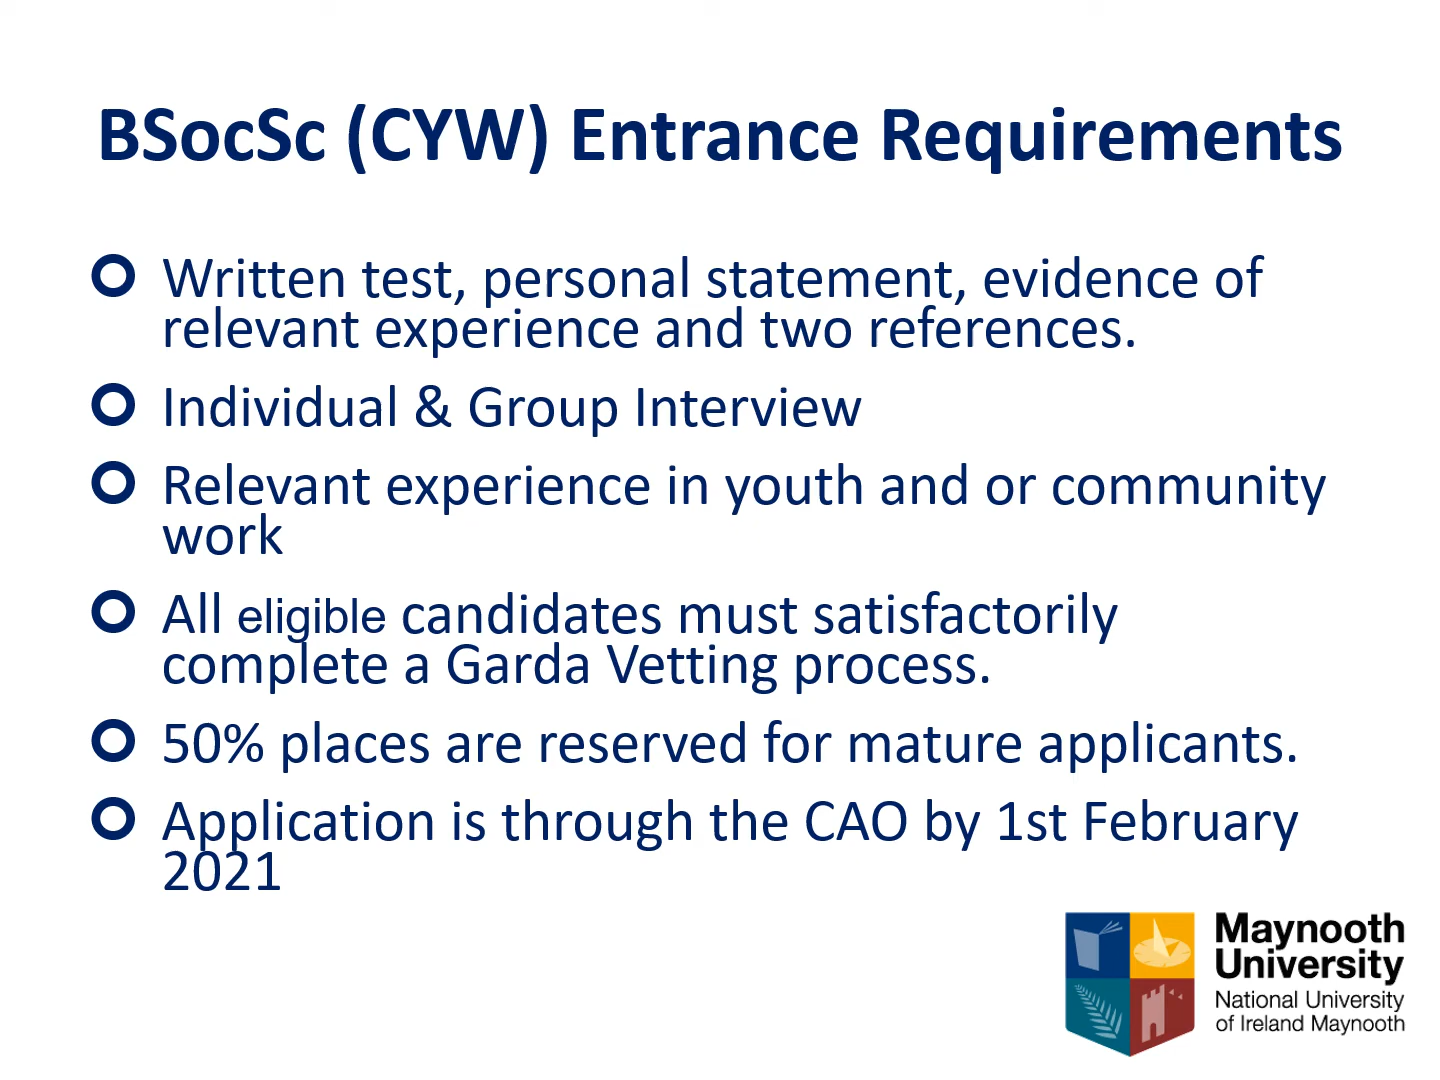 BSocSc (CYW) Entrance Requirements
Written test, personal statement, evidence of
relevant experience and two references.
Individual & Group Interview
Relevant experience in youth and or community
work
All eligible candidates must satisfactorily
complete a Garda Vetting process.
50% places are reserved for mature applicants.
Application is through the CAO by 1st February
2021
Maynooth
University
National University
of Ireland Maynooth